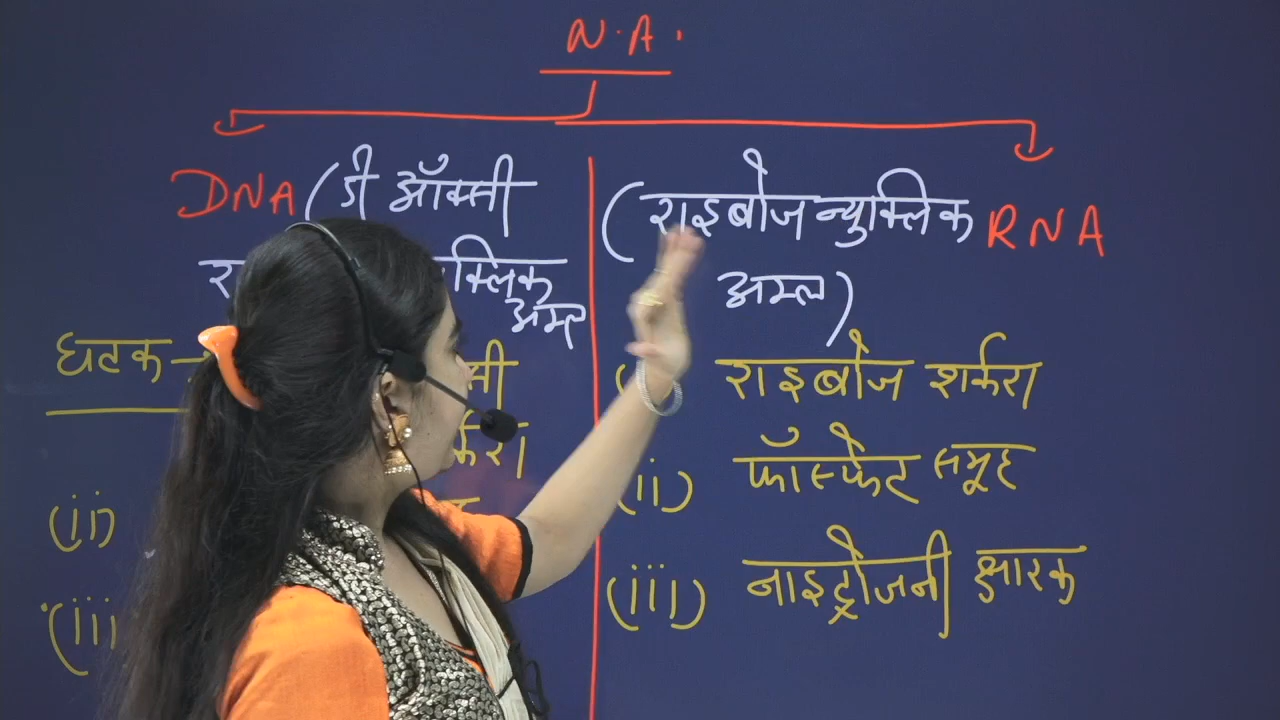 N.A.
DNA (डी ऑक्सी
क्लिक
अम्ल
घटक →
(ii)
(iii
(राइबोज न्युक्लिक RNA
अम्ल)
राइबोज शर्करा
(ii) फॉस्फेट समूह
(iii) नाइट्रोजनी क्षारक